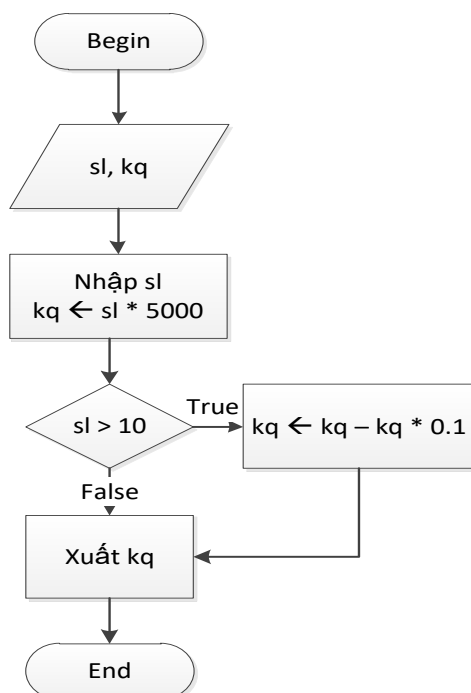 Begin
sl, kq
Nhập sl
kq ← sl * 5000
sl > 10
True
kq ← kq – kq * 0.1
False
Xuất kq
End